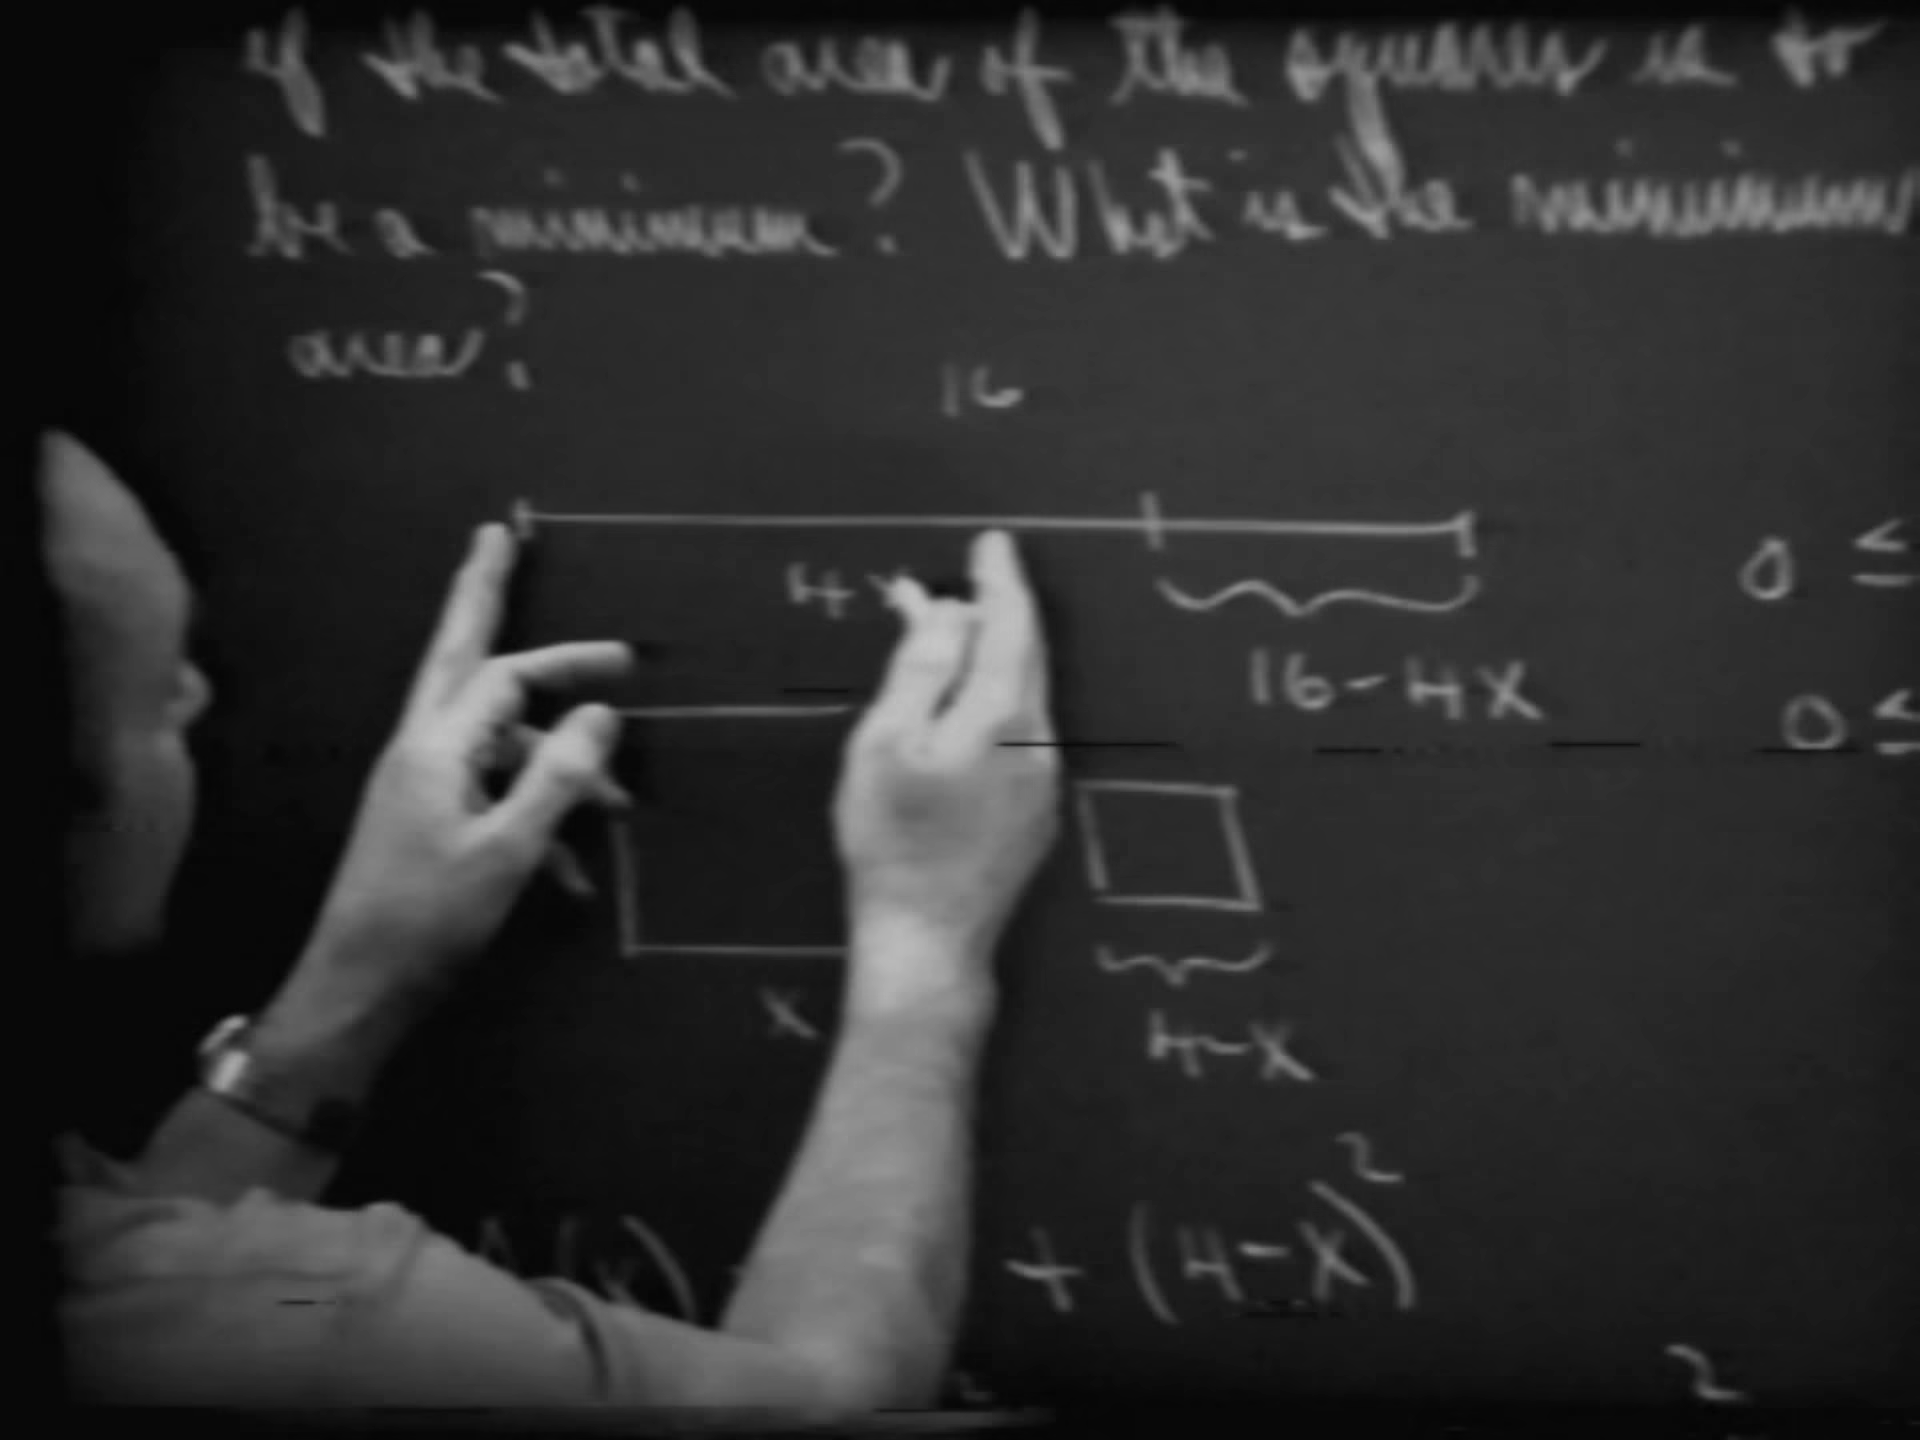 if the total area of the squares is to
be a minimum? What is the minimum
area?
16
4x
0 ≤
16-4x
0 ≤
x
4-x
(x) + (4-x)²
2
2